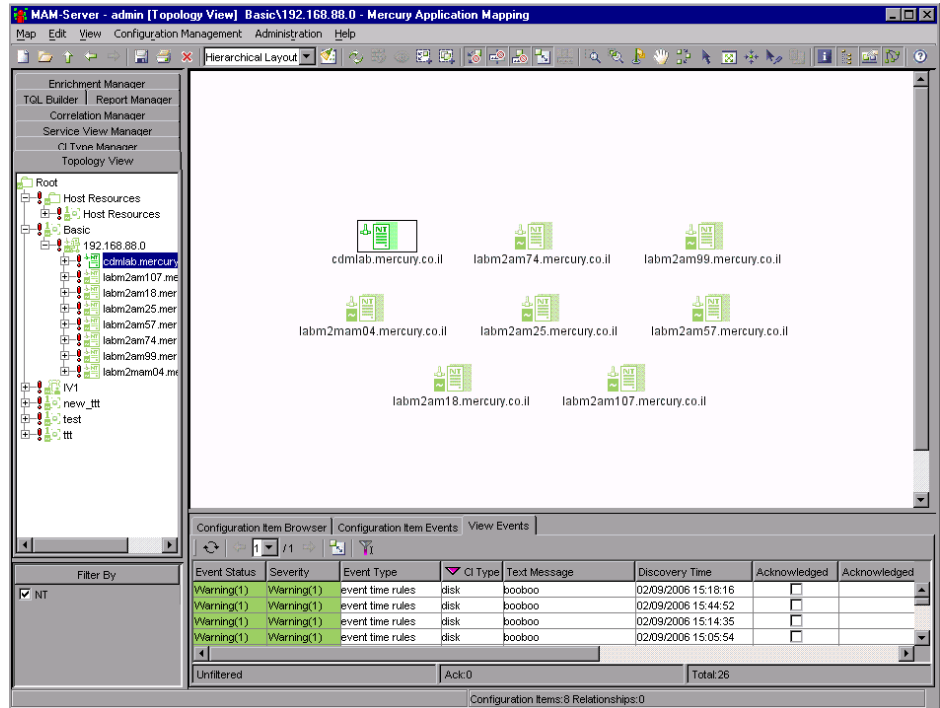 MAM-Server - admin [Topology View] Basic\192.168.88.0 - Mercury Application Mapping
Map Edit View Configuration Management Administration Help
Hierarchical Layout
Enrichment Manager
TQL Builder Report Manager
Correlation Manager
Service View Manager
CI Type Manager
Topology View
Root
Host Resources
Host Resources
Basic
192.168.88.0
cdmlab.mercury
labm2am107.me
labm2am18.mer
labm2am25.mer
labm2am57.mer
labm2am74.mer
labm2am99.mer
labm2mam04.me
IV1
new_ttt
test
ttt
Filter By
NT
NT NT NT
cdmlab.mercury.co.il labm2am74.mercury.co.il labm2am99.mercury.co.il
NT NT NT
labm2mam04.mercury.co.il labm2am25.mercury.co.il labm2am57.mercury.co.il
NT NT
labm2am18.mercury.co.il labm2am107.mercury.co.il
Configuration Item Browser Configuration Item Events View Events
1 /1
Event Status Severity Event Type CI Type Text Message Discovery Time Acknowledged Acknowledged
Warning(1) Warning(1) event time rules disk booboo 02/09/2006 15:18:16
Warning(1) Warning(1) event time rules disk booboo 02/09/2006 15:44:52
Warning(1) Warning(1) event time rules disk booboo 02/09/2006 15:14:35
Warning(1) Warning(1) event time rules disk booboo 02/09/2006 15:05:54
Unfiltered Ack:0 Total:26
Configuration Items:8 Relationships:0